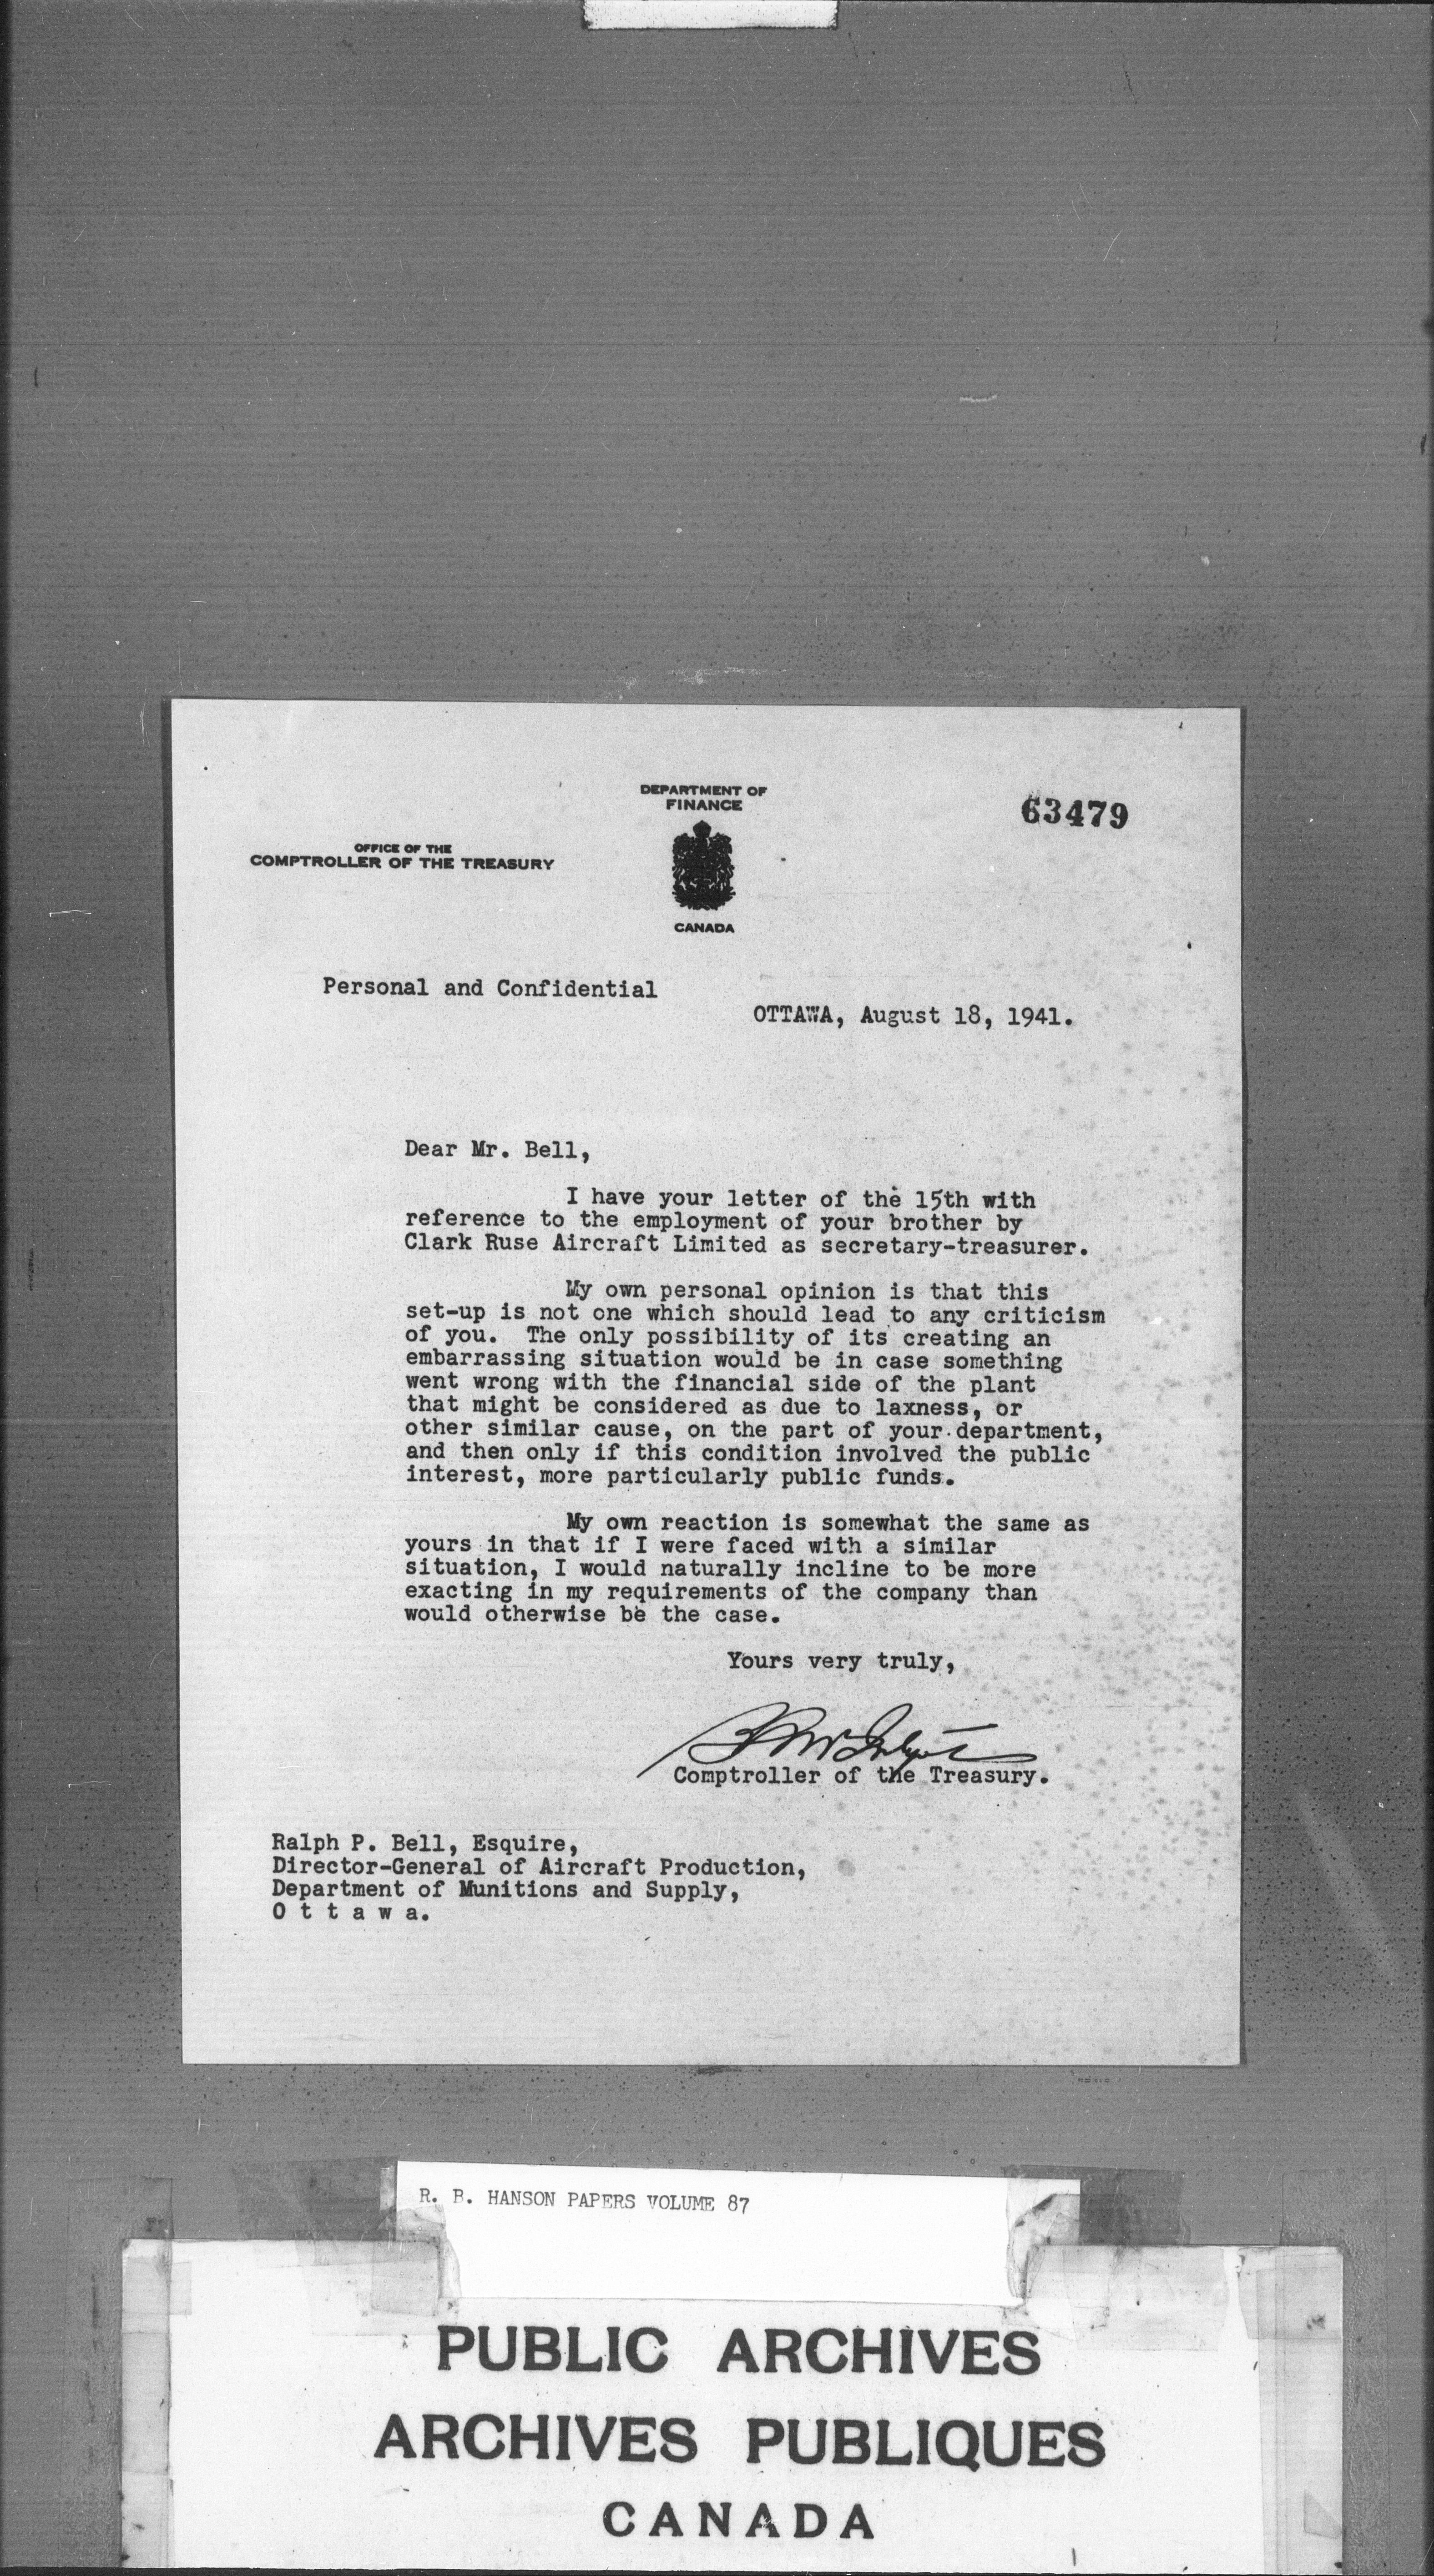 DEPARTMENT OF
FINANCE
63479
OFFICE OF THE
COMPTROLLER OF THE TREASURY
CANADA
Personal and Confidential
OTTAWA, August 18, 1941.
Dear Mr. Bell,
I have your letter of the 15th with
reference to the employment of your brother by
Clark Ruse Aircraft Limited as secretary-treasurer.
My own personal opinion is that this
set-up is not one which should lead to any criticism
of you. The only possibility of its creating an
embarrassing situation would be in case something
went wrong with the financial side of the plant
that might be considered as due to laxness, or
other similar cause, on the part of your department,
and then only if this condition involved the public
interest, more particularly public funds.
My own reaction is somewhat the same as
yours in that if I were faced with a similar
situation, I would naturally incline to be more
exacting in my requirements of the company than
would otherwise be the case.
Yours very truly,
Comptroller of the Treasury.
Ralph P. Bell, Esquire,
Director-General of Aircraft Production,
Department of Munitions and Supply,
O t t a w a.
R. B. HANSON PAPERS VOLUME 87
PUBLIC ARCHIVES
ARCHIVES PUBLIQUES
CANADA